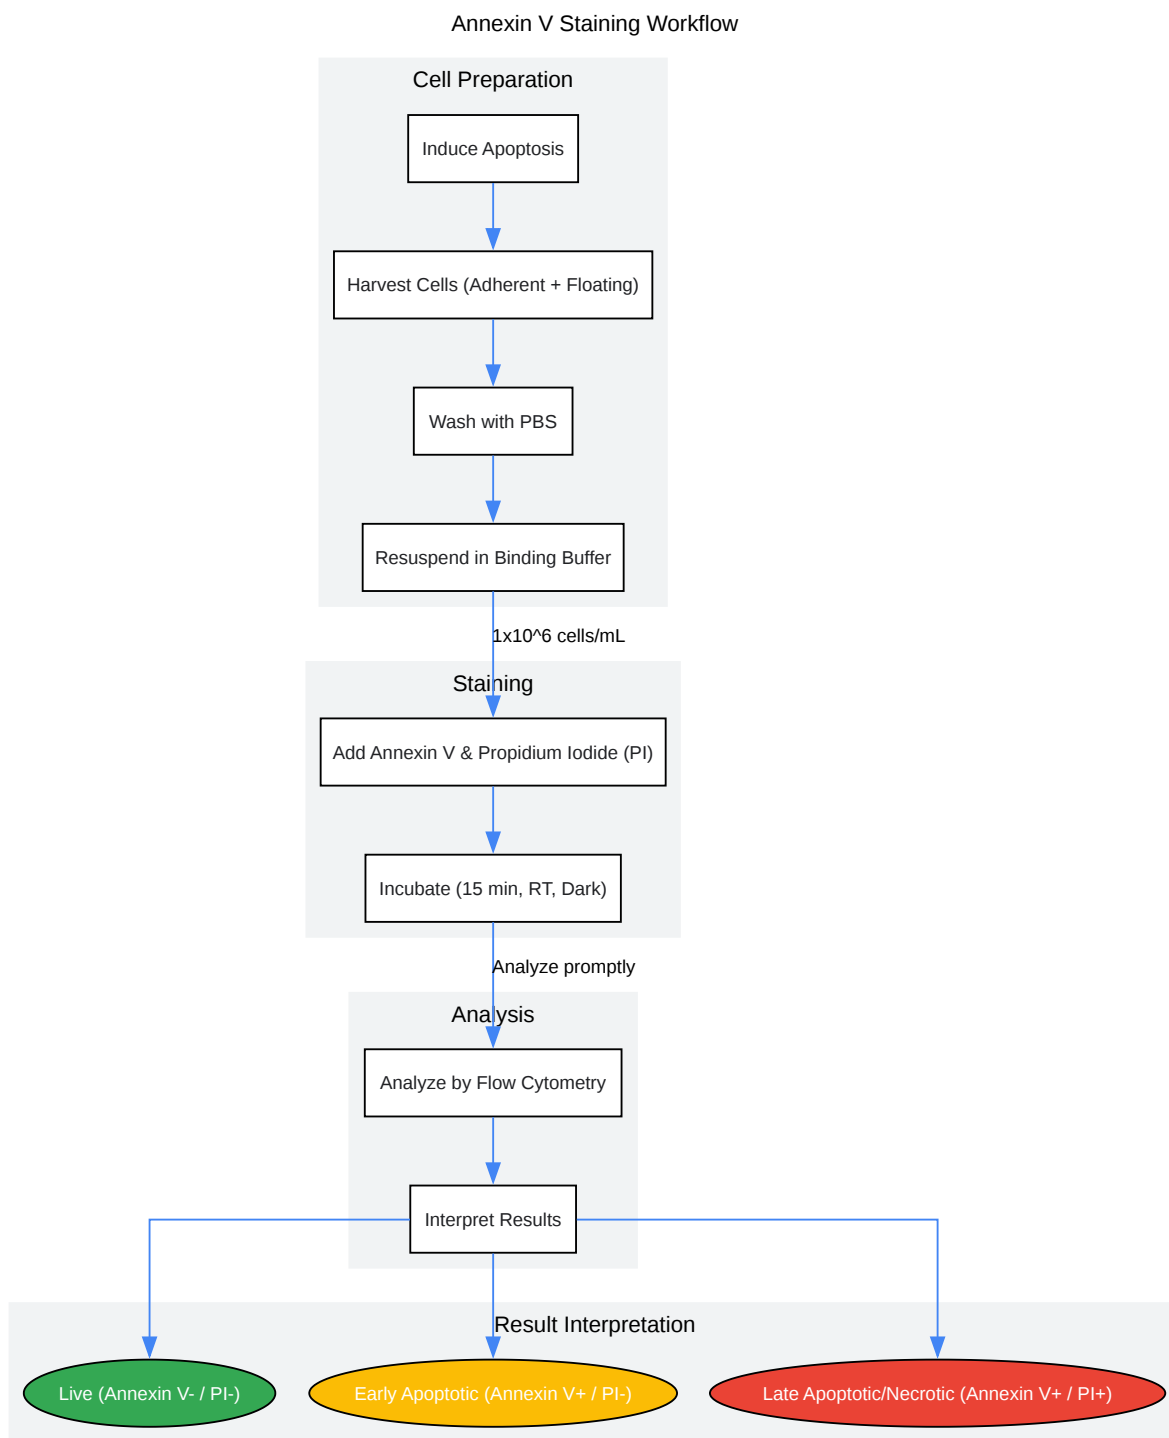 Annexin V Staining Workflow
Cell Preparation
Induce Apoptosis
Harvest Cells (Adherent + Floating)
Wash with PBS
Resuspend in Binding Buffer
1x10^6 cells/mL
Staining
Add Annexin V & Propidium Iodide (PI)
Incubate (15 min, RT, Dark)
Analyze promptly
Analysis
Analyze by Flow Cytometry
Interpret Results
Result Interpretation
Live (Annexin V- / PI-)
Early Apoptotic (Annexin V+ / PI-)
Late Apoptotic/Necrotic (Annexin V+ / PI+)